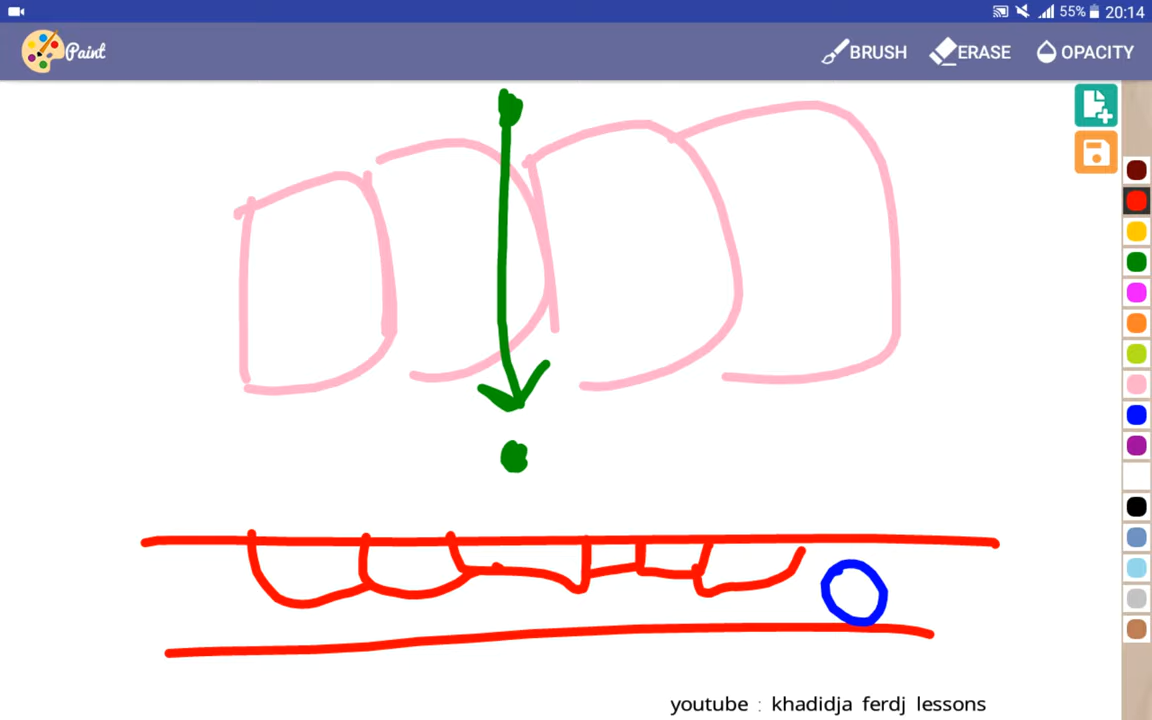 55% 20:14
Paint BRUSH ERASE OPACITY
youtube : khadidja ferdj lessons